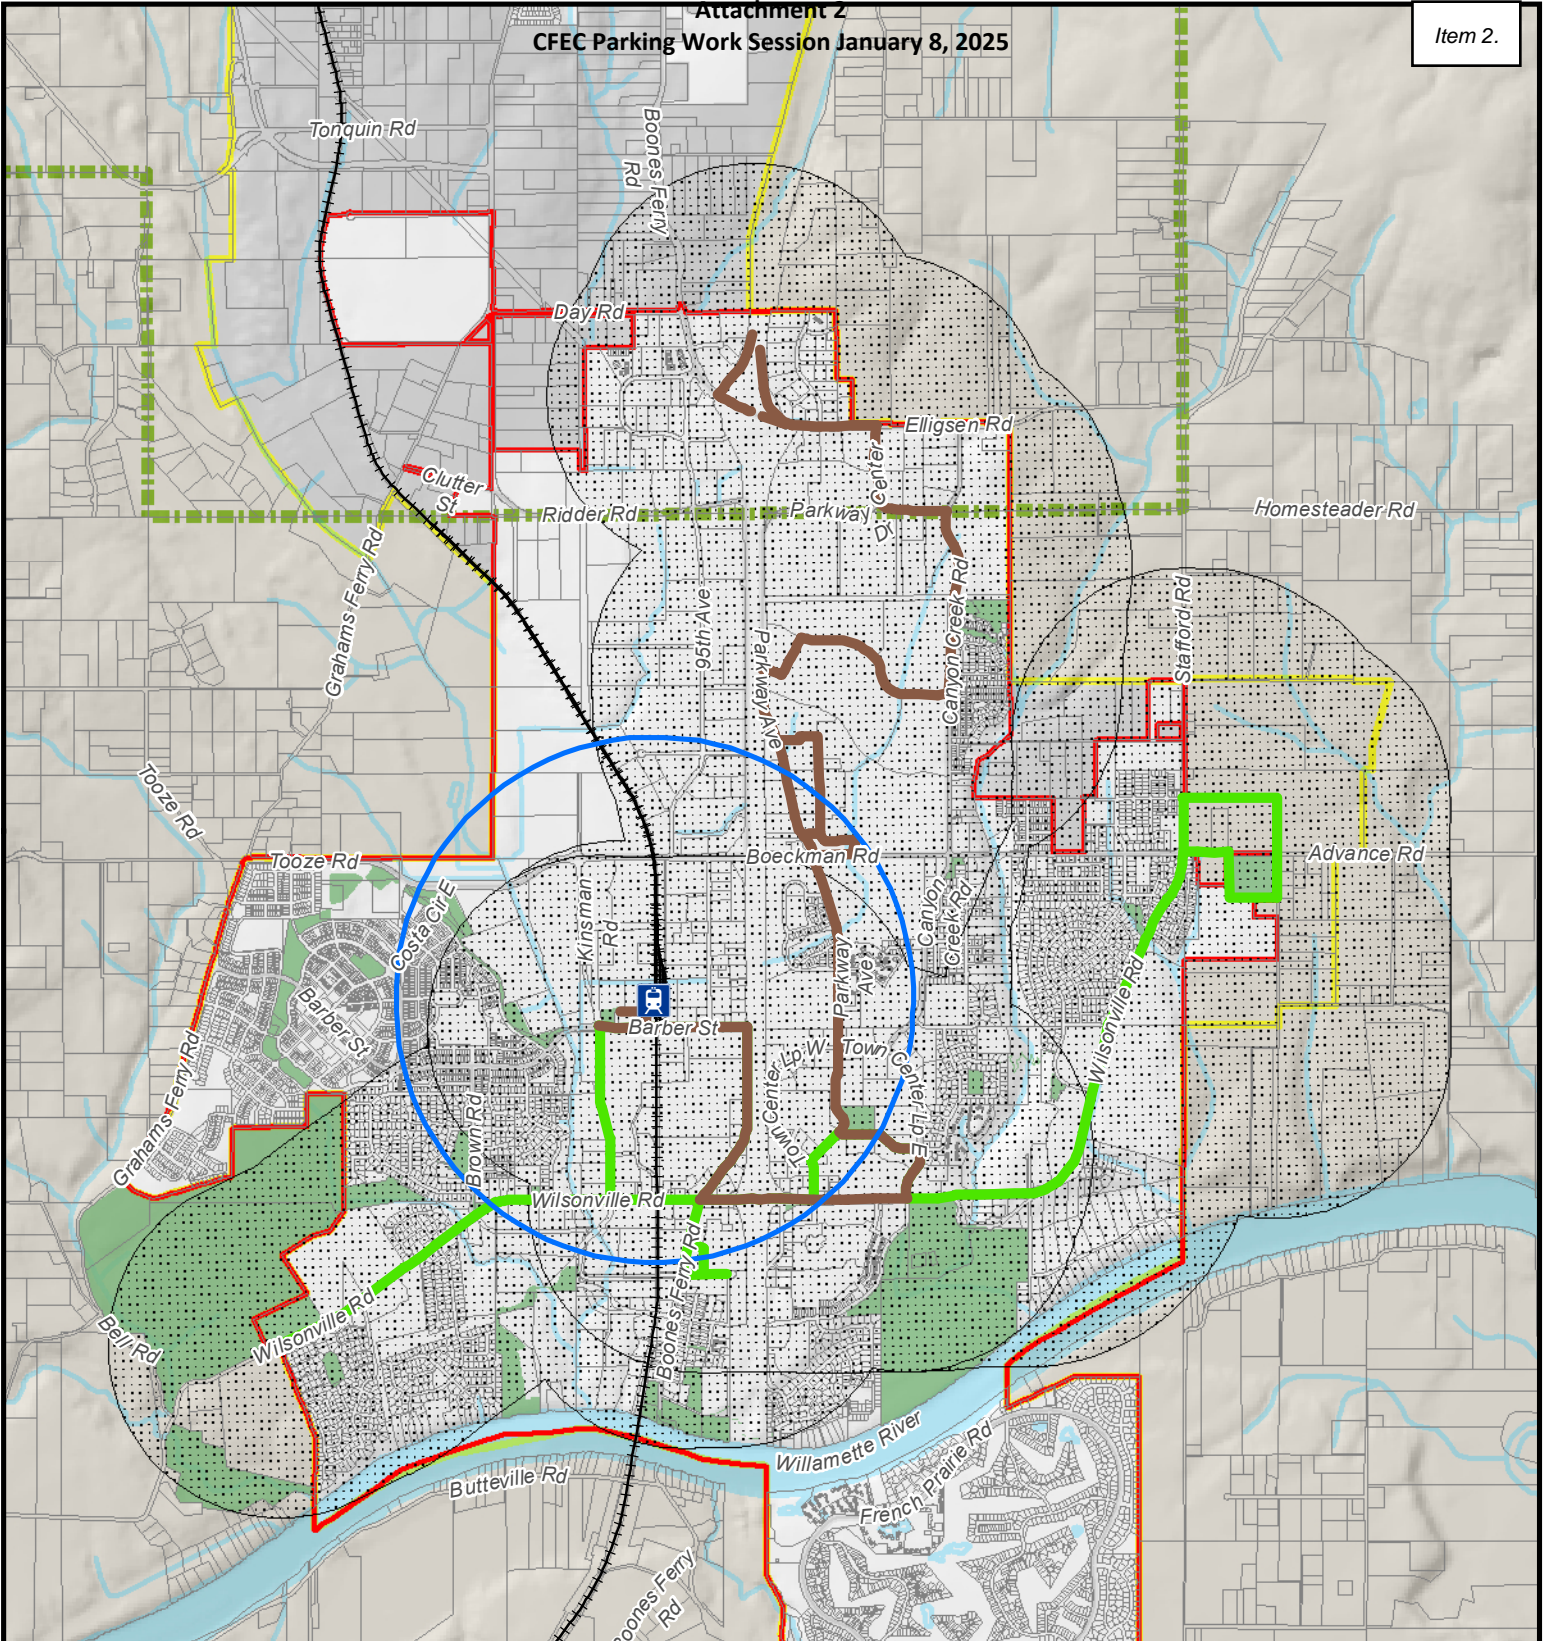 Attachment 2
CFEC Parking Work Session January 8, 2025
Item 2.
Tonquin Rd
Boones Ferry
Rd
Day Rd
Elligsen Rd
Center
Dr
Clutter
St
Ridder Rd
Parkway
Homesteader Rd
Grahams Ferry Rd
95th Ave
Parkway Ave
Canyon Creek Rd
Stafford Rd
Tooze Rd
Tooze Rd
Boeckman Rd
Advance Rd
Costa Cir E
Kinsman
Rd
Canyon
Creek Rd
Parkway
Ave
Barber St
Barber St
Wilsonville Rd
Town Center Lp W
Town Center Lp E
Grahams Ferry Rd
Brown Rd
Wilsonville Rd
Boones Ferry Rd
Wilsonville Rd
Bell Rd
Willamette River
Butteville Rd
French Prairie Rd
Boones Ferry
Rd